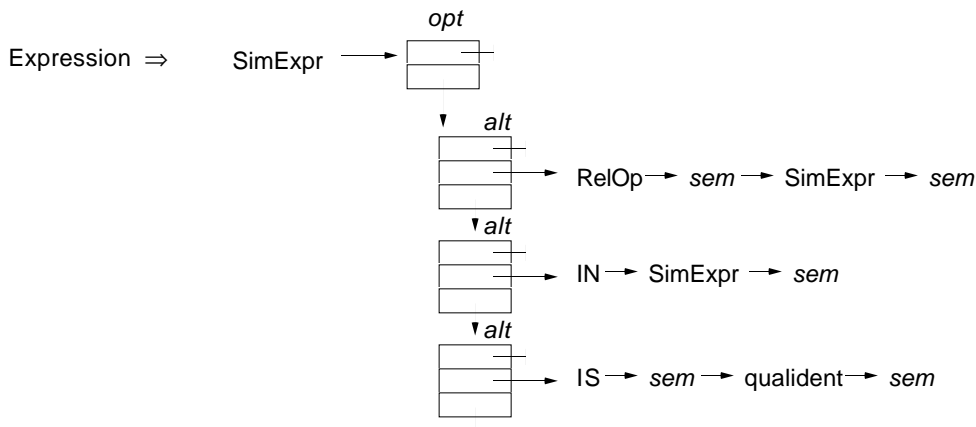 opt
Expression ⇒ SimExpr
alt
RelOp sem SimExpr sem
alt
IN SimExpr sem
alt
IS sem qualident sem